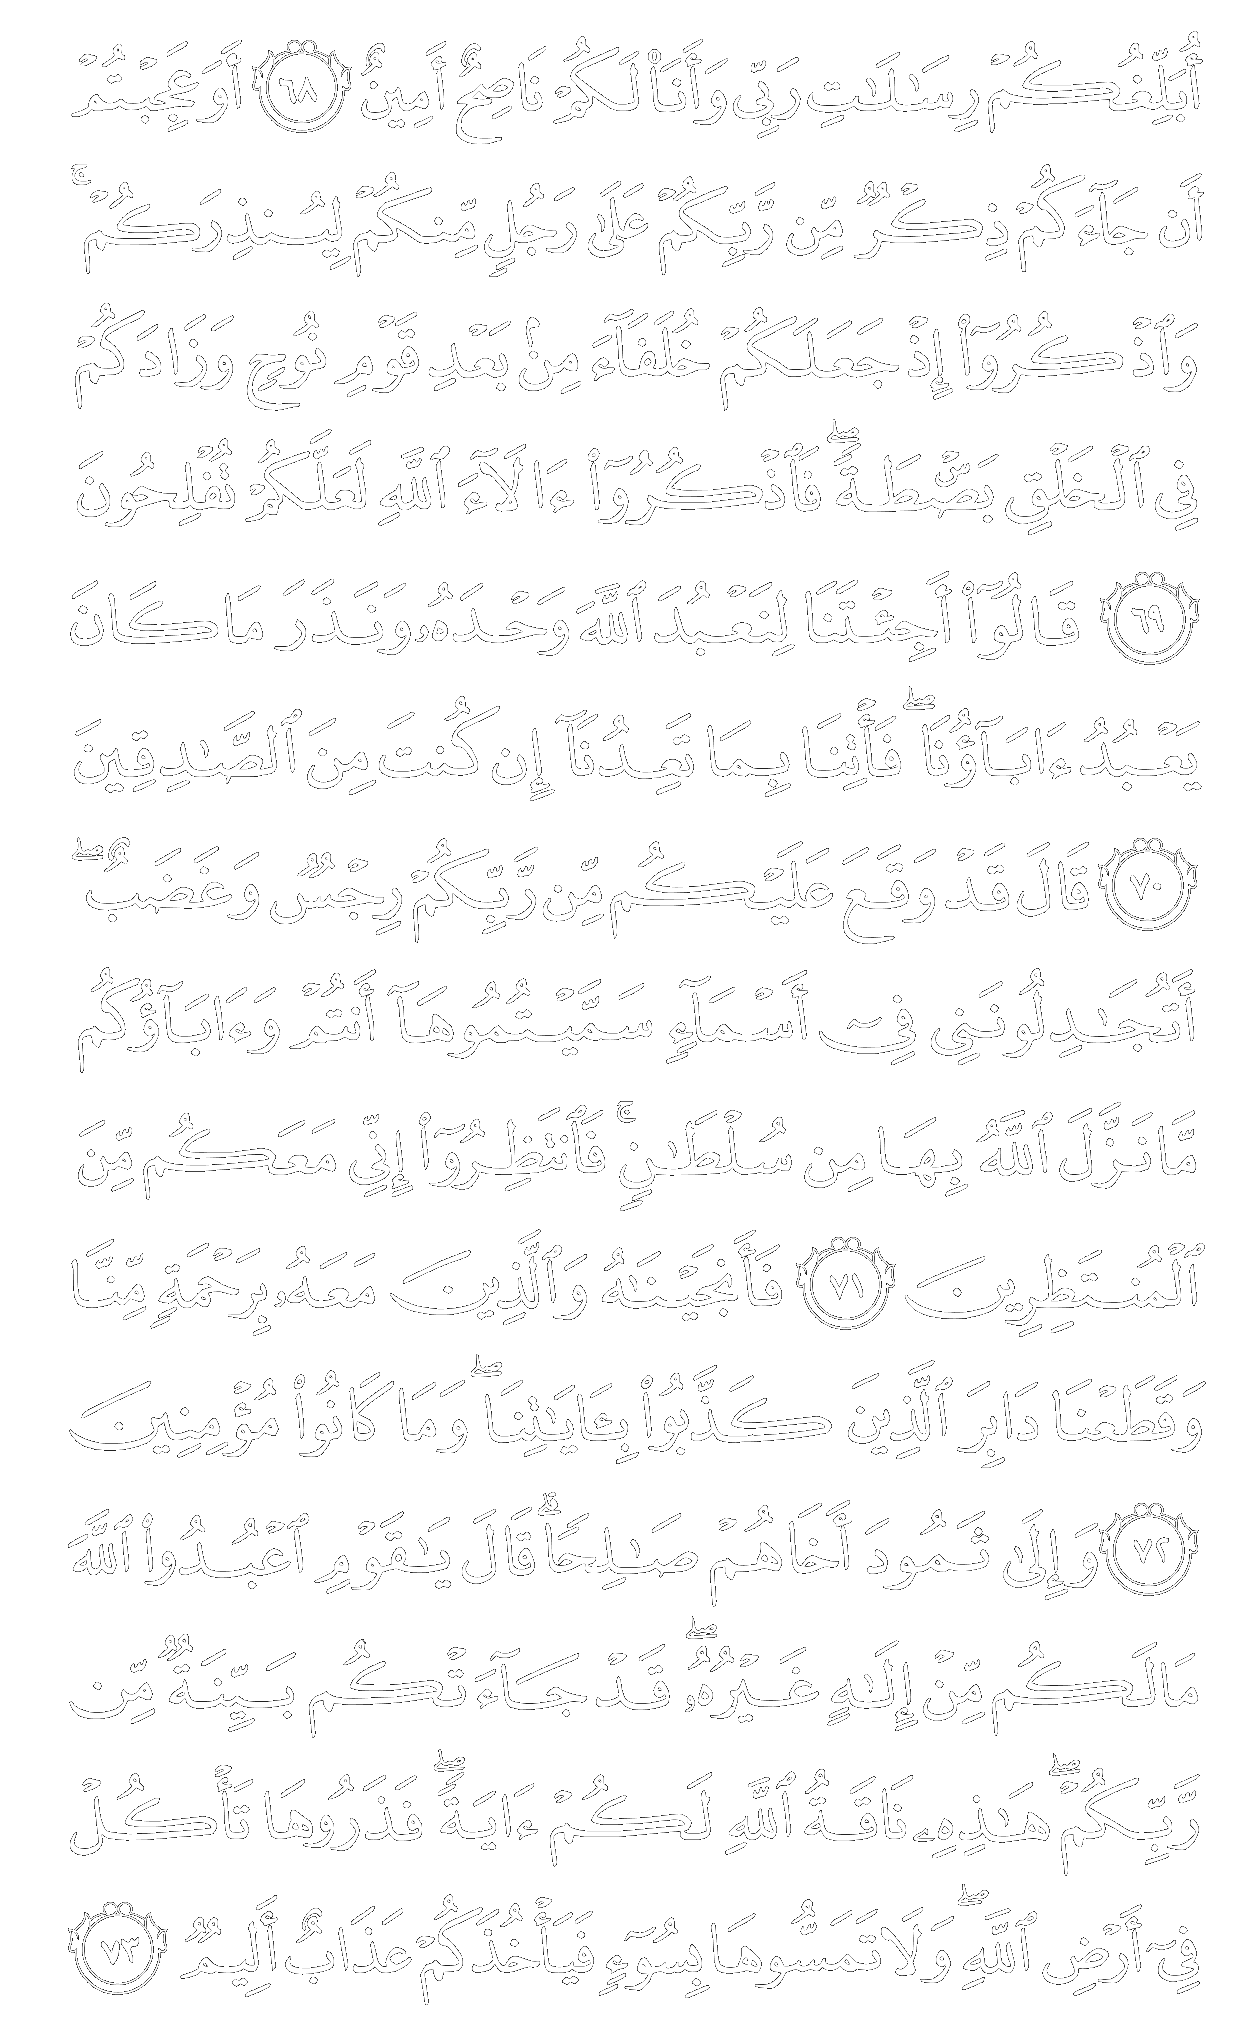 أُبَلِّغُكُمْ رِسَـٰلَـٰتِ رَبِّى وَأَنَا۠ لَكُمْ نَاصِحٌ أَمِينٌ ۝٦٨ أَوَعَجِبْتُمْ
أَن جَآءَكُمْ ذِكْرٌ مِّن رَّبِّكُمْ عَلَىٰ رَجُلٍ مِّنكُمْ لِيُنذِرَكُمْ ۚ
وَٱذْكُرُوٓا۟ إِذْ جَعَلَكُمْ خُلَفَآءَ مِنۢ بَعْدِ قَوْمِ نُوحٍ وَزَادَكُمْ
فِى ٱلْخَلْقِ بَصْۜطَةً ۖ فَٱذْكُرُوٓا۟ ءَالَآءَ ٱللَّهِ لَعَلَّكُمْ تُفْلِحُونَ
۝٦٩ قَالُوٓا۟ أَجِئْتَنَا لِنَعْبُدَ ٱللَّهَ وَحْدَهُۥ وَنَذَرَ مَا كَانَ
يَعْبُدُ ءَابَآؤُنَا ۖ فَأْتِنَا بِمَا تَعِدُنَآ إِن كُنتَ مِنَ ٱلصَّـٰدِقِينَ
۝٧٠ قَالَ قَدْ وَقَعَ عَلَيْكُم مِّن رَّبِّكُمْ رِجْسٌ وَغَضَبٌ ۖ
أَتُجَـٰدِلُونَنِى فِىٓ أَسْمَآءٍ سَمَّيْتُمُوهَآ أَنتُمْ وَءَابَآؤُكُم
مَّا نَزَّلَ ٱللَّهُ بِهَا مِن سُلْطَـٰنٍ ۚ فَٱنتَظِرُوٓا۟ إِنِّى مَعَكُم مِّنَ
ٱلْمُنتَظِرِينَ ۝٧١ فَأَنجَيْنَـٰهُ وَٱلَّذِينَ مَعَهُۥ بِرَحْمَةٍ مِّنَّا
وَقَطَعْنَا دَابِرَ ٱلَّذِينَ كَذَّبُوا۟ بِـَٔايَـٰتِنَا ۖ وَمَا كَانُوا۟ مُؤْمِنِينَ
۝٧٢ وَإِلَىٰ ثَمُودَ أَخَاهُمْ صَـٰلِحًا ۗ قَالَ يَـٰقَوْمِ ٱعْبُدُوا۟ ٱللَّهَ
مَا لَكُم مِّنْ إِلَـٰهٍ غَيْرُهُۥ ۖ قَدْ جَآءَتْكُم بَيِّنَةٌ مِّن
رَّبِّكُمْ ۖ هَـٰذِهِۦ نَاقَةُ ٱللَّهِ لَكُمْ ءَايَةً ۖ فَذَرُوهَا تَأْكُلْ
فِىٓ أَرْضِ ٱللَّهِ ۖ وَلَا تَمَسُّوهَا بِسُوٓءٍ فَيَأْخُذَكُمْ عَذَابٌ أَلِيمٌ ۝٧٣